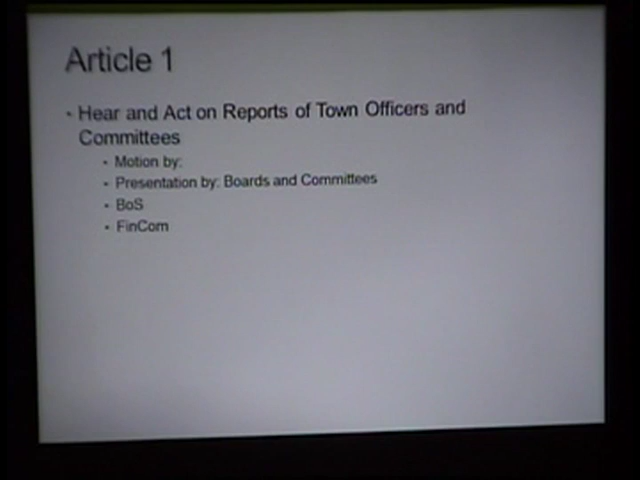 Article 1
• Hear and Act on Reports of Town Officers and
Committees
• Motion by:
• Presentation by: Boards and Committees
• BoS
• FinCom